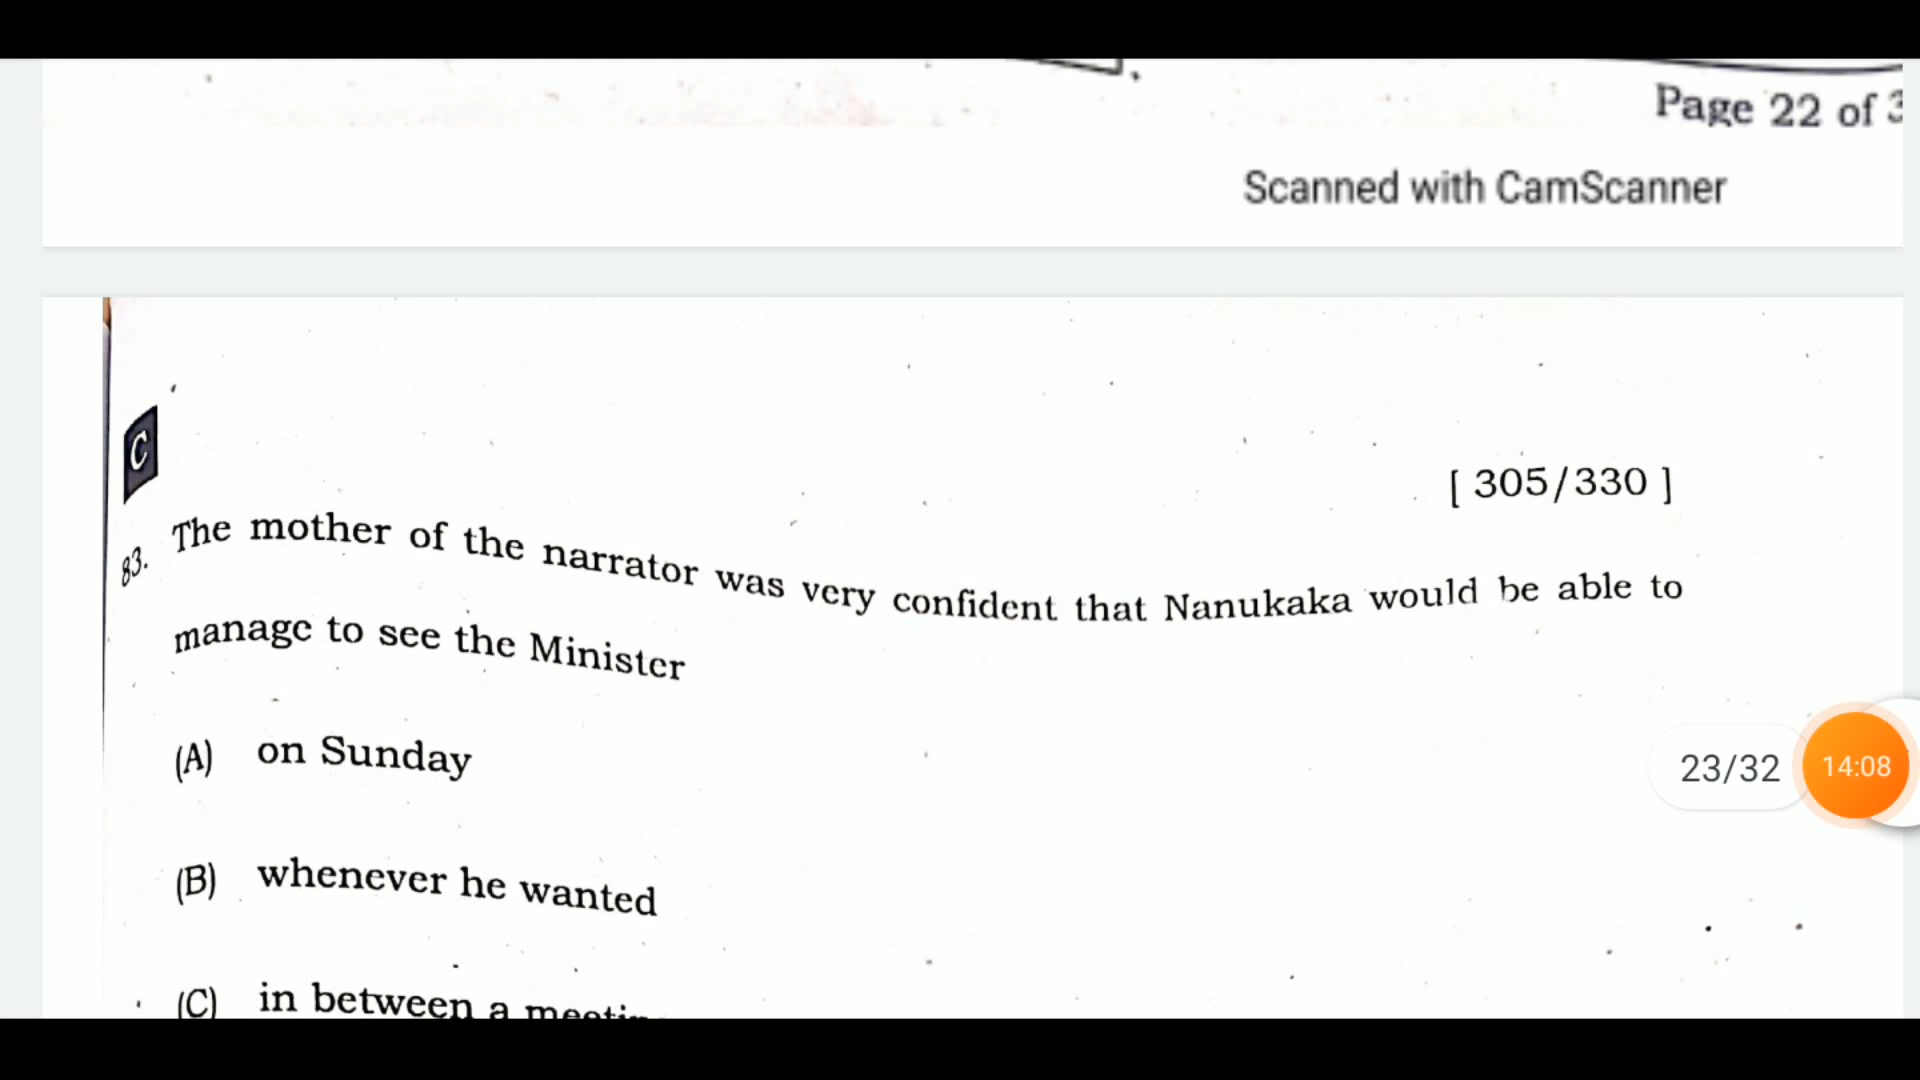 Page 22 of 3
Scanned with CamScanner
C
[ 305/330 ]
83. The mother of the narrator was very confident that Nanukaka would be able to
manage to see the Minister
(A) on Sunday
23/32
14:08
(B) whenever he wanted
(C) in between a